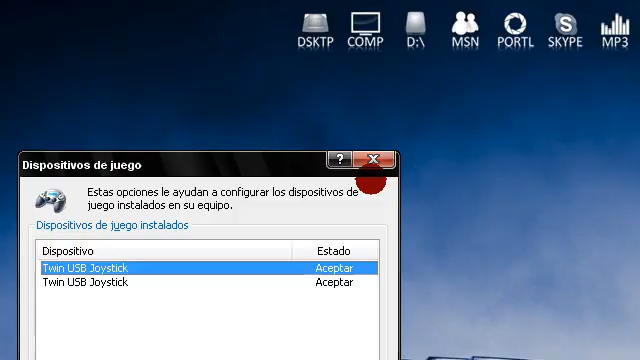 DSKTP COMP D:\ MSN PORTL SKYPE MP3
Dispositivos de juego
?
Estas opciones le ayudan a configurar los dispositivos de
juego instalados en su equipo.
Dispositivos de juego instalados
Dispositivo Estado
Twin USB Joystick Aceptar
Twin USB Joystick Aceptar